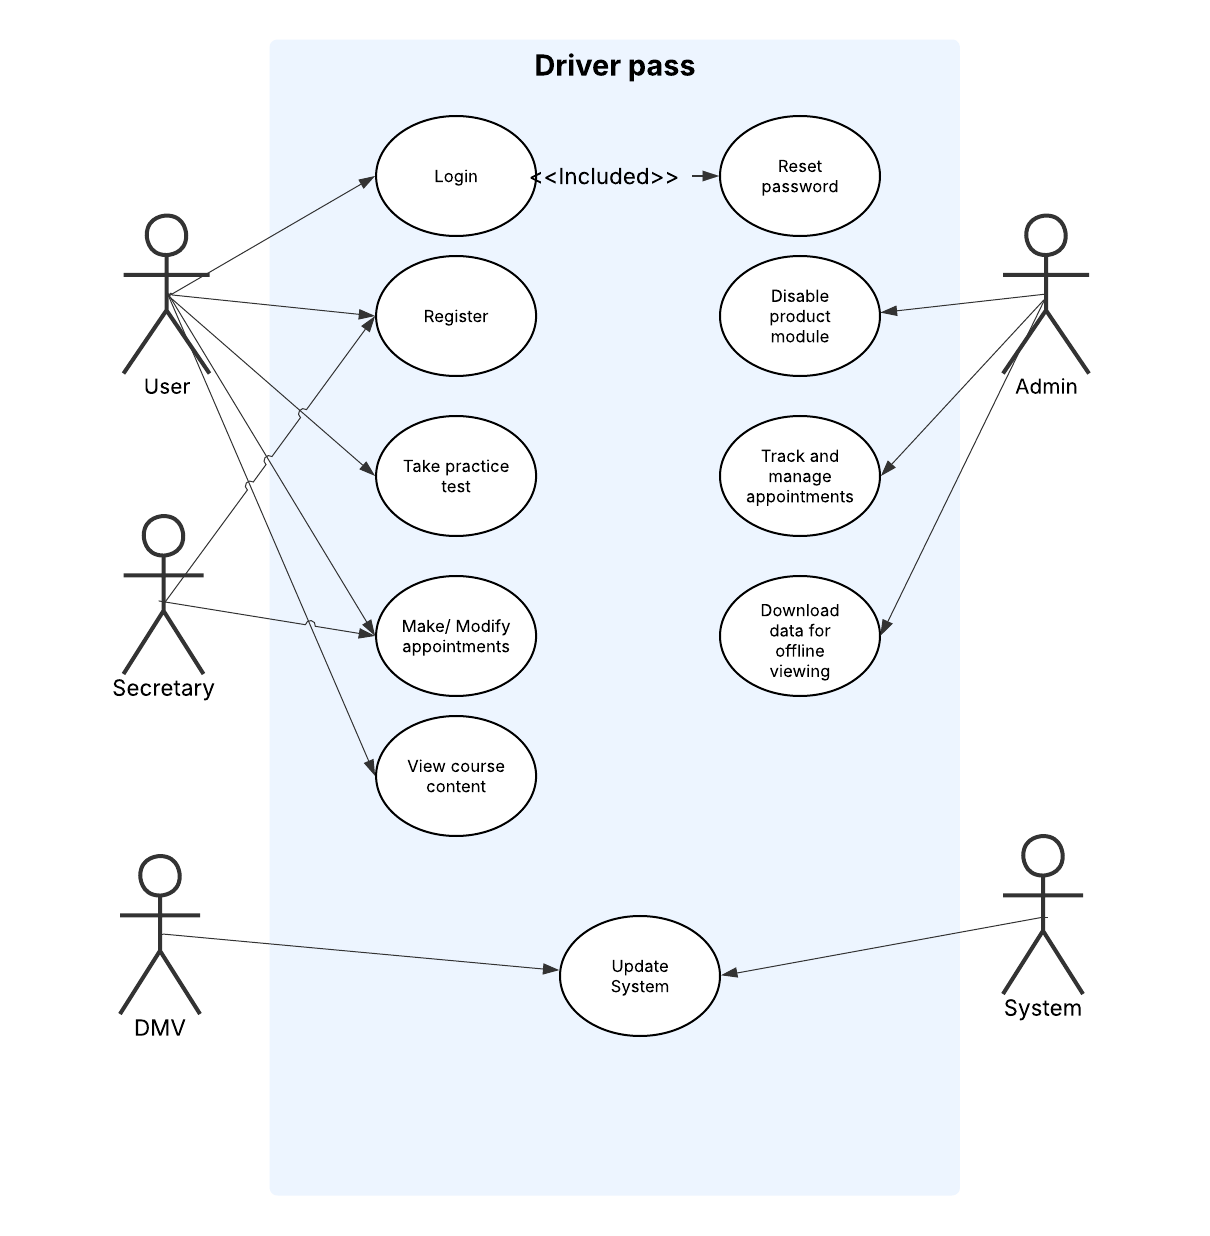 Driver pass
Login
<<Included>>
Reset
password
Register
Disable
product
module
User
Admin
Take practice
test
Track and
manage
appointments
Make/ Modify
appointments
Download
data for
offline
viewing
Secretary
View course
content
Update
System
DMV
System